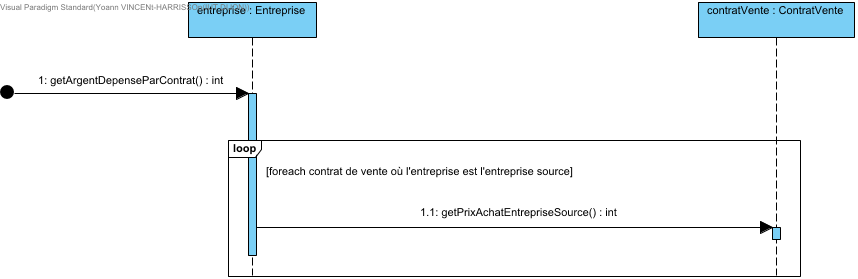 Visual Paradigm Standard(Yoann VINCENt-HARRISSO
entreprise : Entreprise
contratVente : ContratVente
1: getArgentDepenseParContrat() : int
loop
[foreach contrat de vente où l'entreprise est l'entreprise source]
1.1: getPrixAchatEntrepriseSource() : int